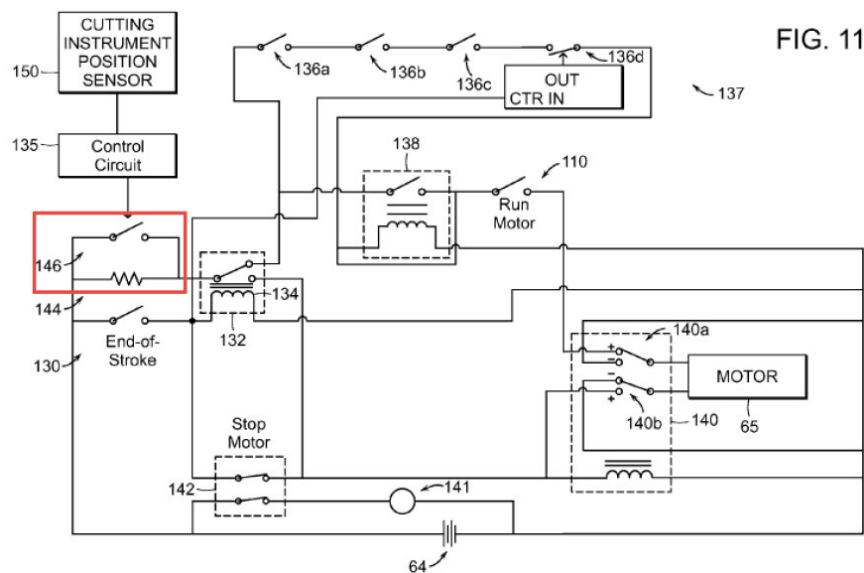 CUTTING
INSTRUMENT
POSITION
SENSOR
150
FIG. 11
136a
136b
136c
136d
OUT
CTR IN
137
135
Control
Circuit
138
110
Run
Motor
146
144
134
132
End-of-
Stroke
130
140a
+
-
-
+
MOTOR
140b
140
65
Stop
Motor
142
141
64